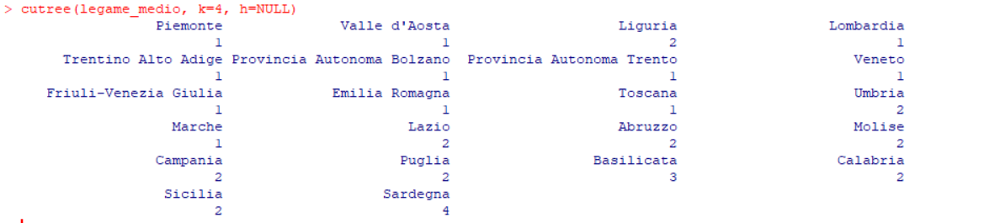 > cutree(legame_medio, k=4, h=NULL)
Piemonte Valle d'Aosta Liguria Lombardia
1 1 2 1
Trentino Alto Adige Provincia Autonoma Bolzano Provincia Autonoma Trento Veneto
1 1 1 1
Friuli-Venezia Giulia Emilia Romagna Toscana Umbria
1 1 1 2
Marche Lazio Abruzzo Molise
1 2 2 2
Campania Puglia Basilicata Calabria
2 2 3 2
Sicilia Sardegna
2 4